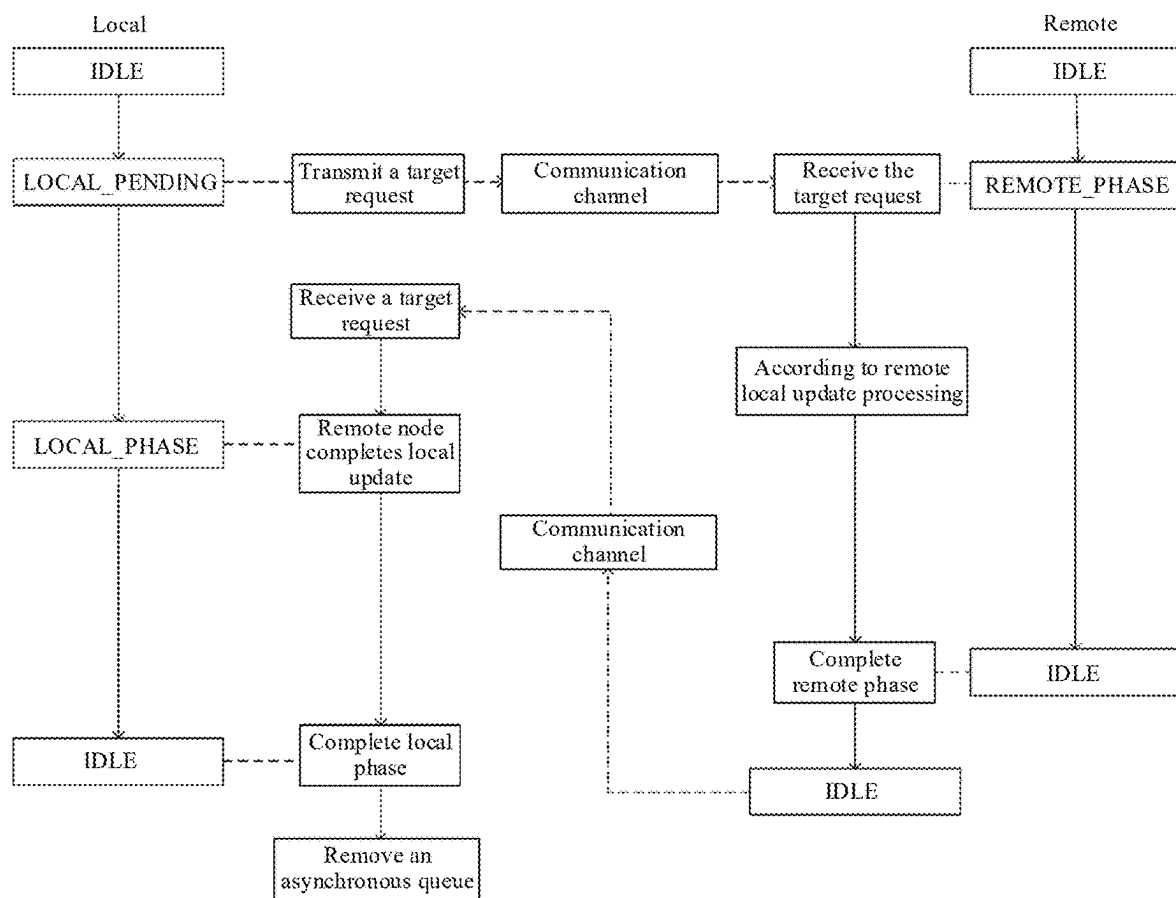 Local
Remote
IDLE
IDLE
LOCAL_PENDING
Transmit a target
request
Communication
channel
Receive the
target request
REMOTE_PHASE
Receive a target
request
According to remote
local update processing
LOCAL_PHASE
Remote node
completes local
update
Communication
channel
Complete
remote phase
IDLE
IDLE
Complete local
phase
IDLE
Remove an
asynchronous queue